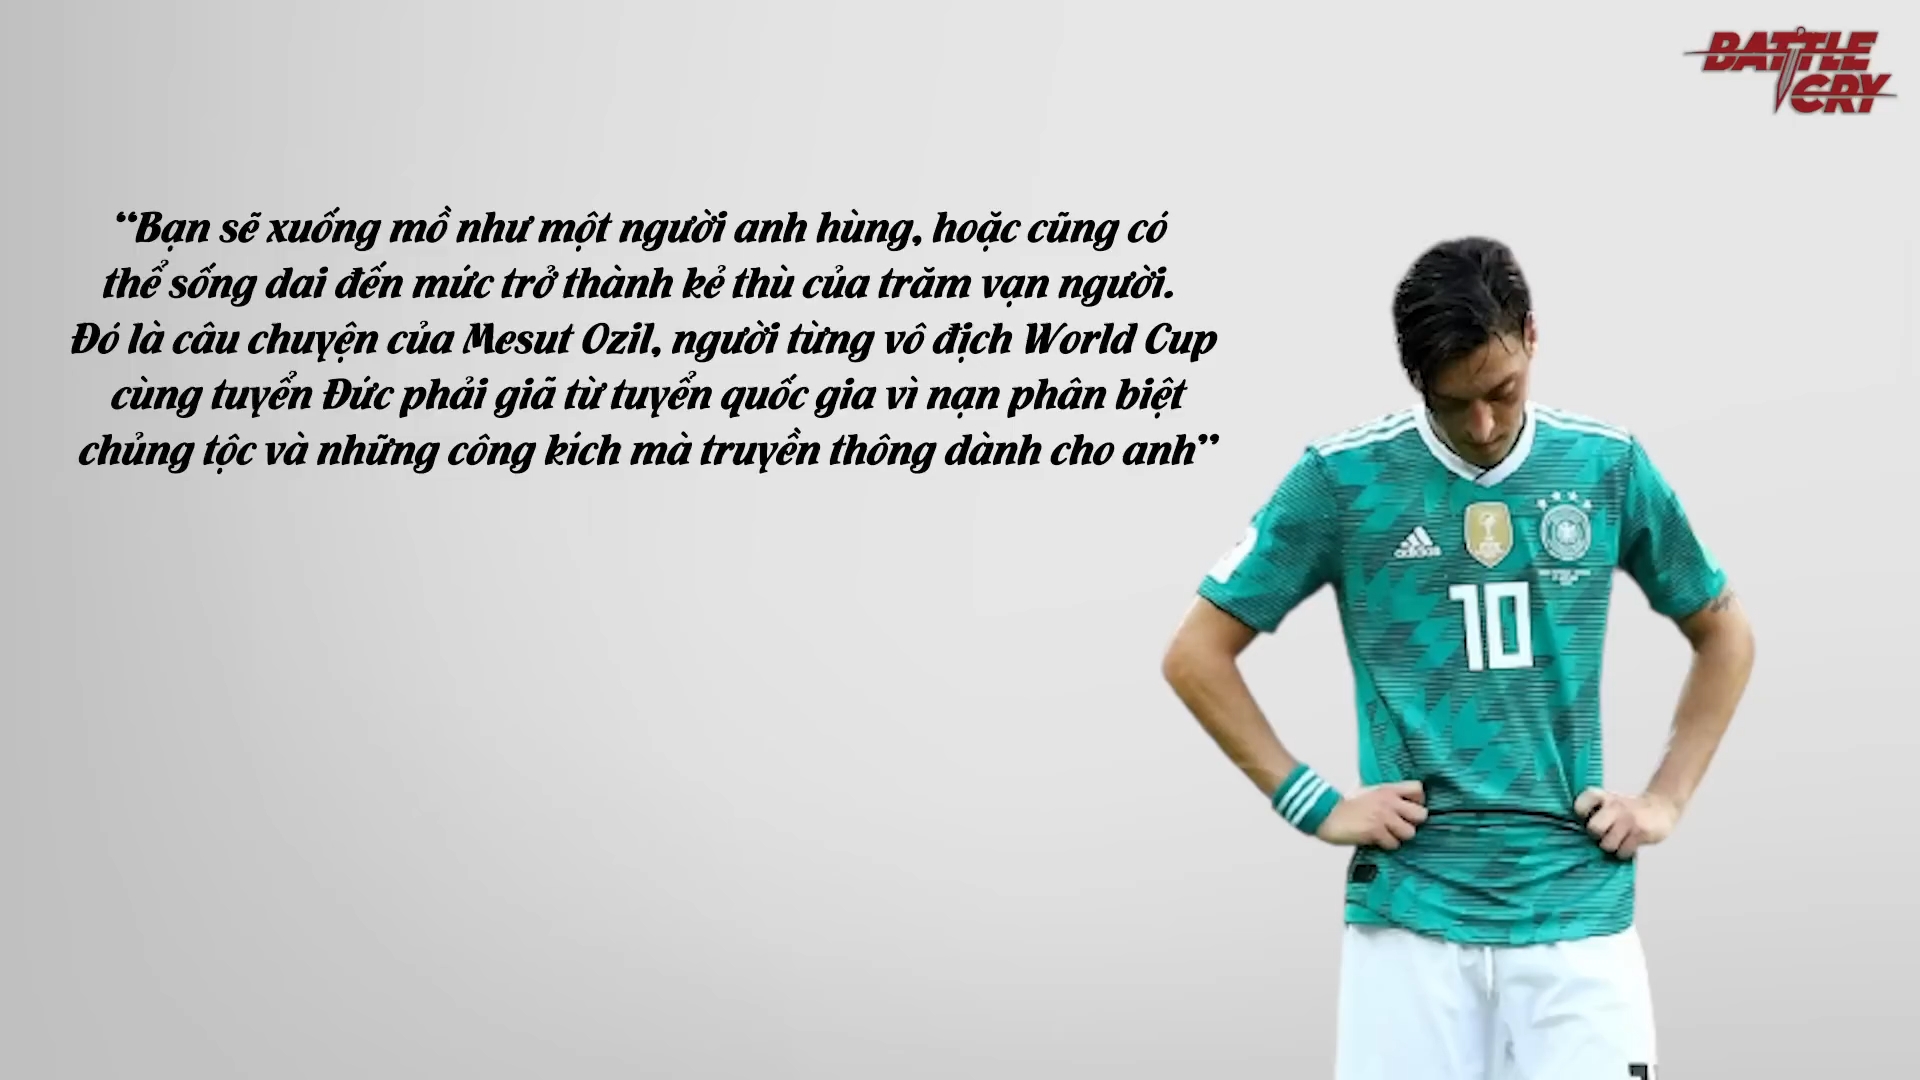 BATTLE
CRY
“Bạn sẽ xuống mồ như một người anh hùng, hoặc cũng có
thể sống dai đến mức trở thành kẻ thù của trăm vạn người.
Đó là câu chuyện của Mesut Ozil, người từng vô địch World Cup
cùng tuyển Đức phải giã từ tuyển quốc gia vì nạn phân biệt
chủng tộc và những công kích mà truyền thông dành cho anh”
adidas
10